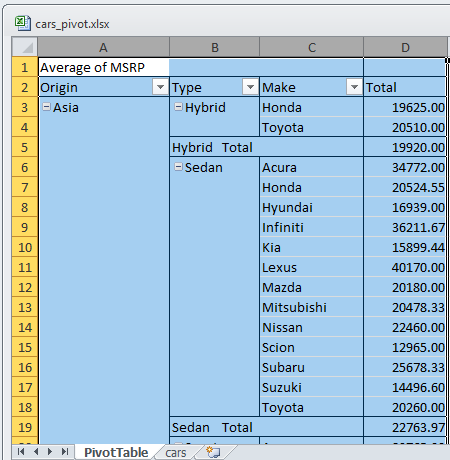 cars_pivot.xlsx
A B C D
1 Average of MSRP
2 Origin Type Make Total
3 Asia Hybrid Honda 19625.00
4 Toyota 20510.00
5 Hybrid Total 19920.00
6 Sedan Acura 34772.00
7 Honda 20524.55
8 Hyundai 16939.00
9 Infiniti 36211.67
10 Kia 15899.44
11 Lexus 40170.00
12 Mazda 20180.00
13 Mitsubishi 20478.33
14 Nissan 22460.00
15 Scion 12965.00
16 Subaru 25678.33
17 Suzuki 14496.60
18 Toyota 20260.00
19 Sedan Total 22763.97
PivotTable cars